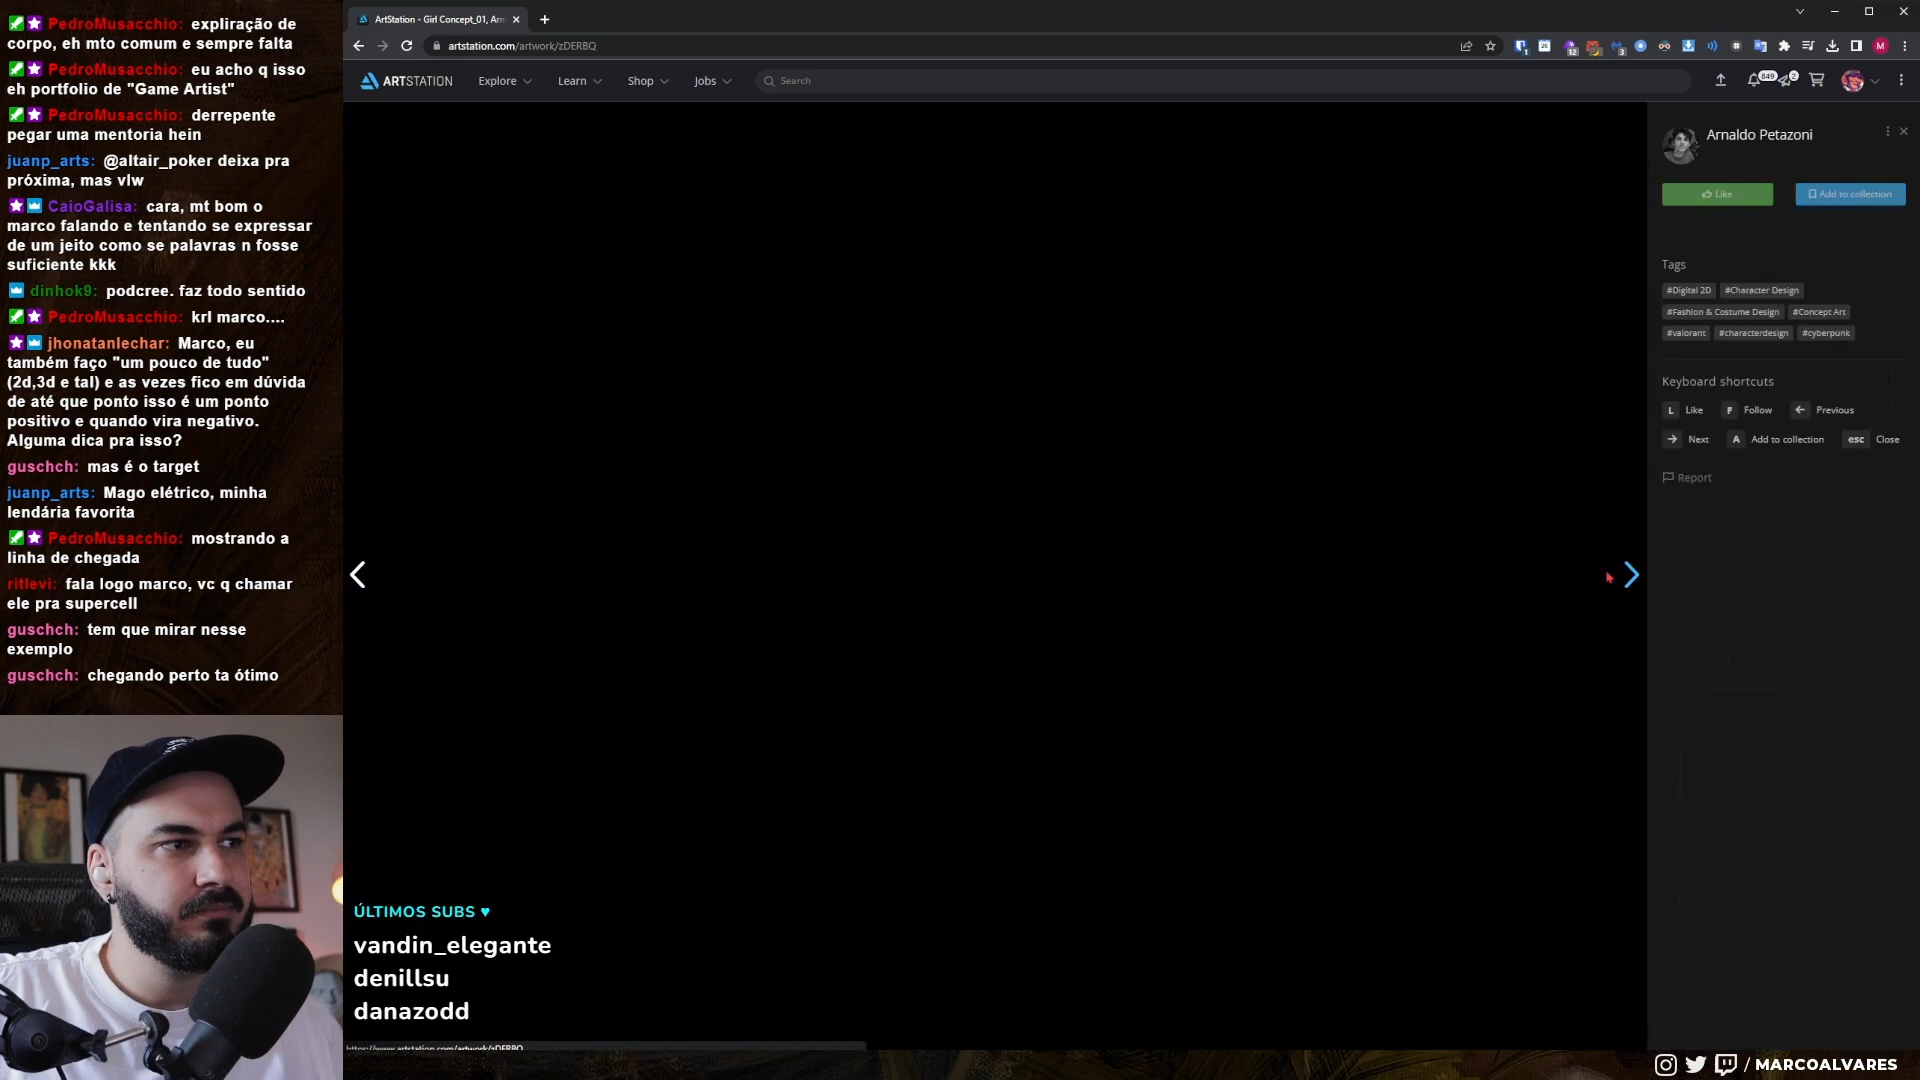 PedroMusacchio: expliração de
corpo, eh mto comum e sempre falta
PedroMusacchio: eu acho q isso
eh portfolio de "Game Artist"
PedroMusacchio: derrepente
pegar uma mentoria hein
juanp_arts: @altair_poker deixa pra
próxima, mas vlw
CaioGalisa: cara, mt bom o
marco falando e tentando se expressar
de um jeito como se palavras n fosse
suficiente kkk
dinhok9: podcree. faz todo sentido
PedroMusacchio: krl marco....
jhonatanlechar: Marco, eu
também faço "um pouco de tudo"
(2d,3d e tal) e as vezes fico em dúvida
de até que ponto isso é um ponto
positivo e quando vira negativo.
Alguma dica pra isso?
guschch: mas é o target
juanp_arts: Mago elétrico, minha
lendária favorita
PedroMusacchio: mostrando a
linha de chegada
ritlevi: fala logo marco, vc q chamar
ele pra supercell
guschch: tem que mirar nesse
exemplo
guschch: chegando perto ta ótimo
ArtStation - Girl Concept_01, Arn
artstation.com/artwork/zDERBQ
M
ARTSTATION Explore Learn Shop Jobs Search
849 2
Arnaldo Petazoni
Like Add to collection
Tags
#Digital 2D #Character Design
#Fashion & Costume Design #Concept Art
#valorant #characterdesign #cyberpunk
Keyboard shortcuts
L Like F Follow ← Previous
→ Next A Add to collection esc Close
Report
ÚLTIMOS SUBS ♥
vandin_elegante
denillsu
danazodd
https://www.artstation.com/artwork/zDERBQ
/ MARCOALVARES